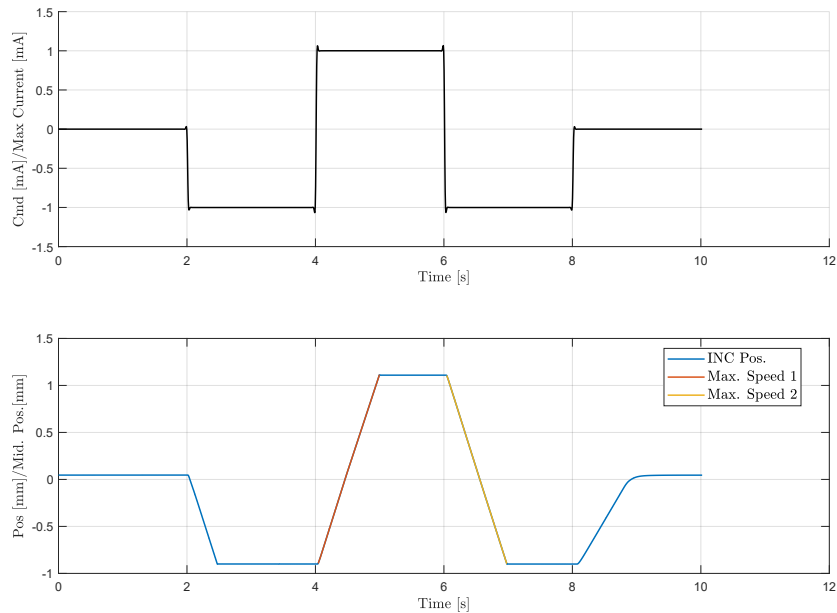 1.5
1
0.5
0
-0.5
-1
-1.5
Cmd [mA]/Max Current [mA]
0 2 4 6 8 10 12
Time [s]
1.5
1
0.5
0
-0.5
-1
Pos [mm]/Mid. Pos.[mm]
INC Pos.
Max. Speed 1
Max. Speed 2
0 2 4 6 8 10 12
Time [s]